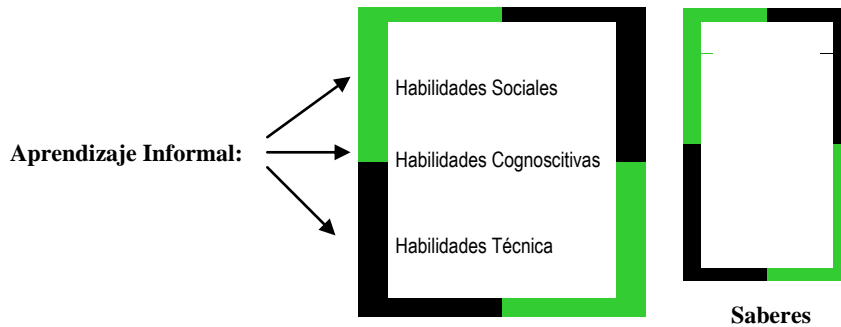 Habilidades Sociales
Aprendizaje Informal:
Habilidades Cognoscitivas
Habilidades Técnica
Saberes